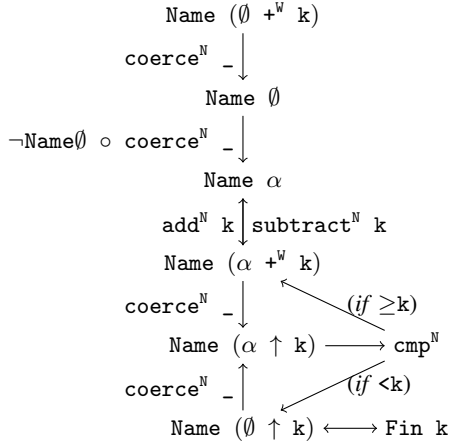 Name (∅ +ᵂ k)
coerceᴺ _
Name ∅
¬Name∅ ∘ coerceᴺ _
Name α
addᴺ k subtractᴺ k
Name (α +ᵂ k)
coerceᴺ _ (if ≥k)
Name (α ↑ k) cmpᴺ
coerceᴺ _ (if <k)
Name (∅ ↑ k) Fin k